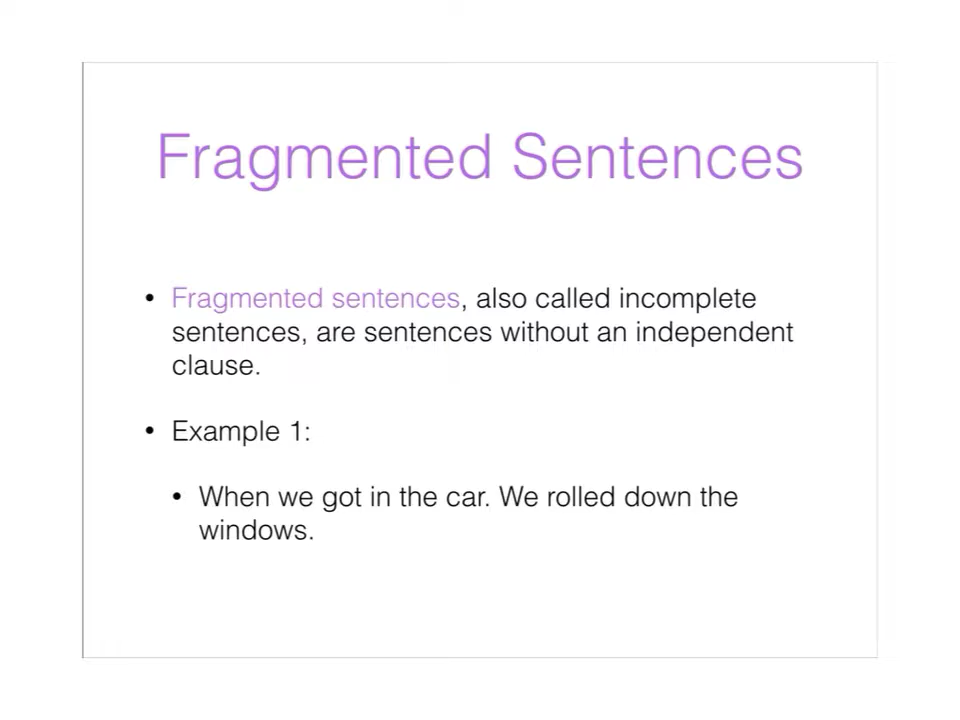 Fragmented Sentences
• Fragmented sentences, also called incomplete
sentences, are sentences without an independent
clause.
• Example 1:
• When we got in the car. We rolled down the
windows.